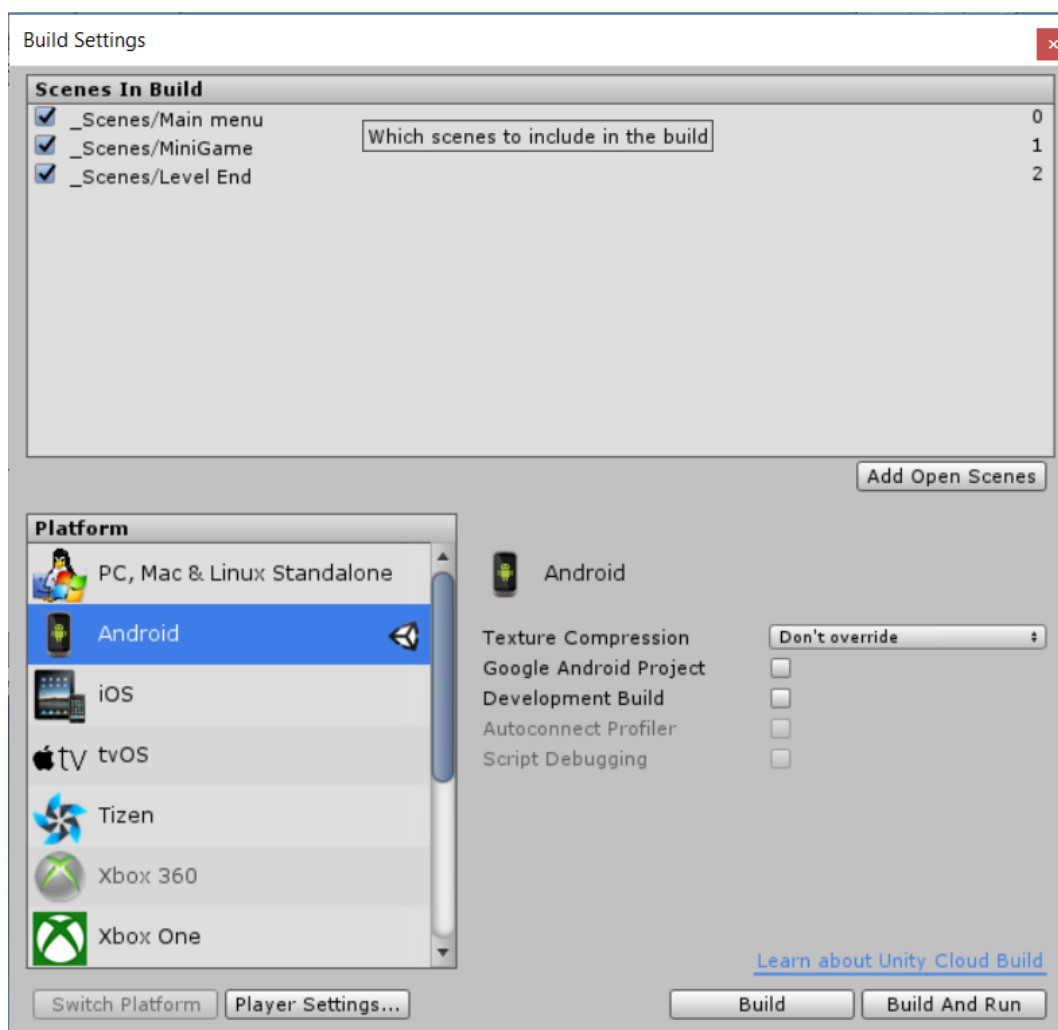 Build Settings
Scenes In Build
_Scenes/Main menu 0
Which scenes to include in the build
_Scenes/MiniGame 1
_Scenes/Level End 2
Add Open Scenes
Platform
PC, Mac & Linux Standalone
Android
iOS
tv tvOS
Tizen
Xbox 360
Xbox One
Android
Texture Compression Don't override
Google Android Project
Development Build
Autoconnect Profiler
Script Debugging
Learn about Unity Cloud Build
Switch Platform Player Settings... Build Build And Run